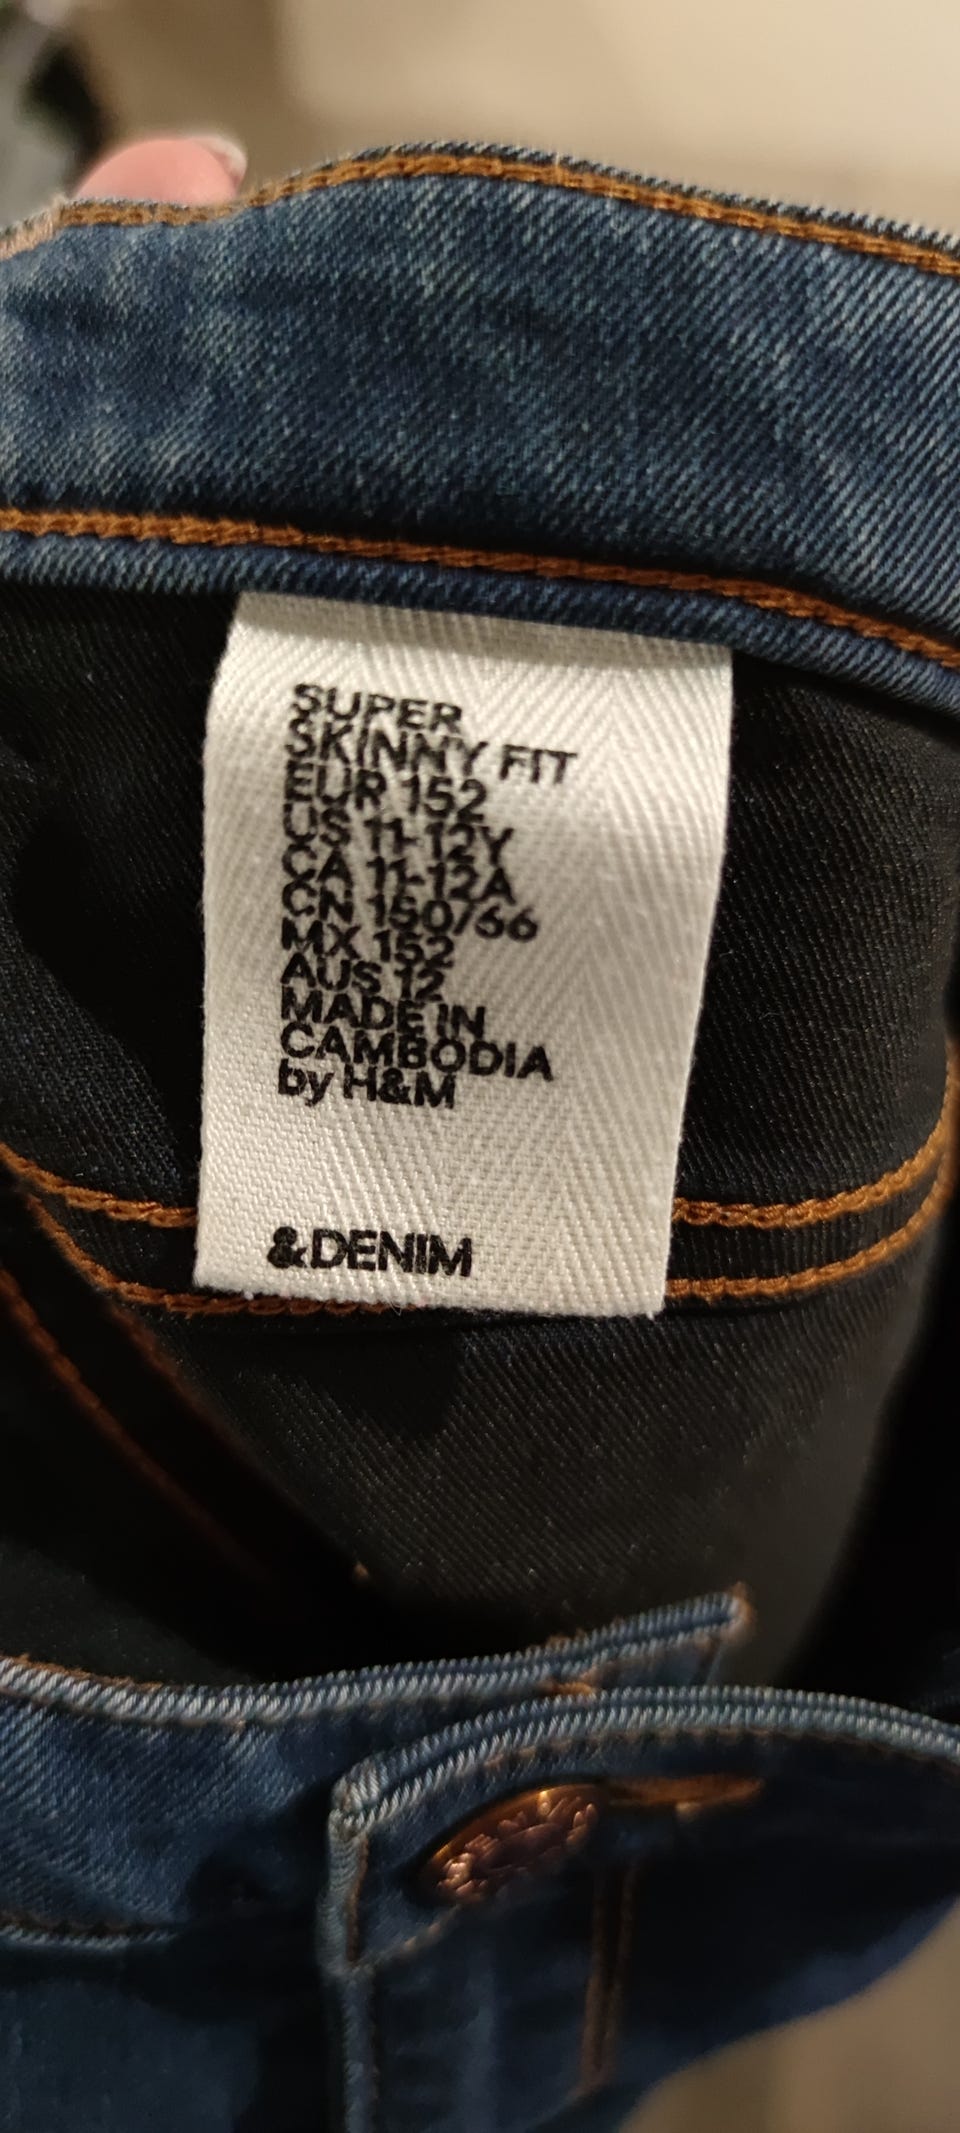 SUPER
SKINNY FIT
EUR 152
US 11-12Y
CA 11-12A
CN 150/66
MX 152
AUS 12
MADE IN
CAMBODIA
by H&M
&DENIM